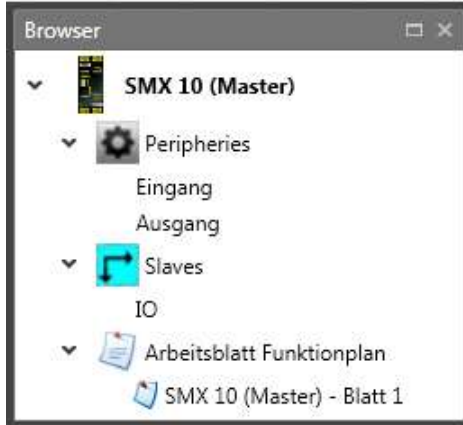 Browser
SMX 10 (Master)
Peripheries
Eingang
Ausgang
Slaves
IO
Arbeitsblatt Funktionplan
SMX 10 (Master) - Blatt 1